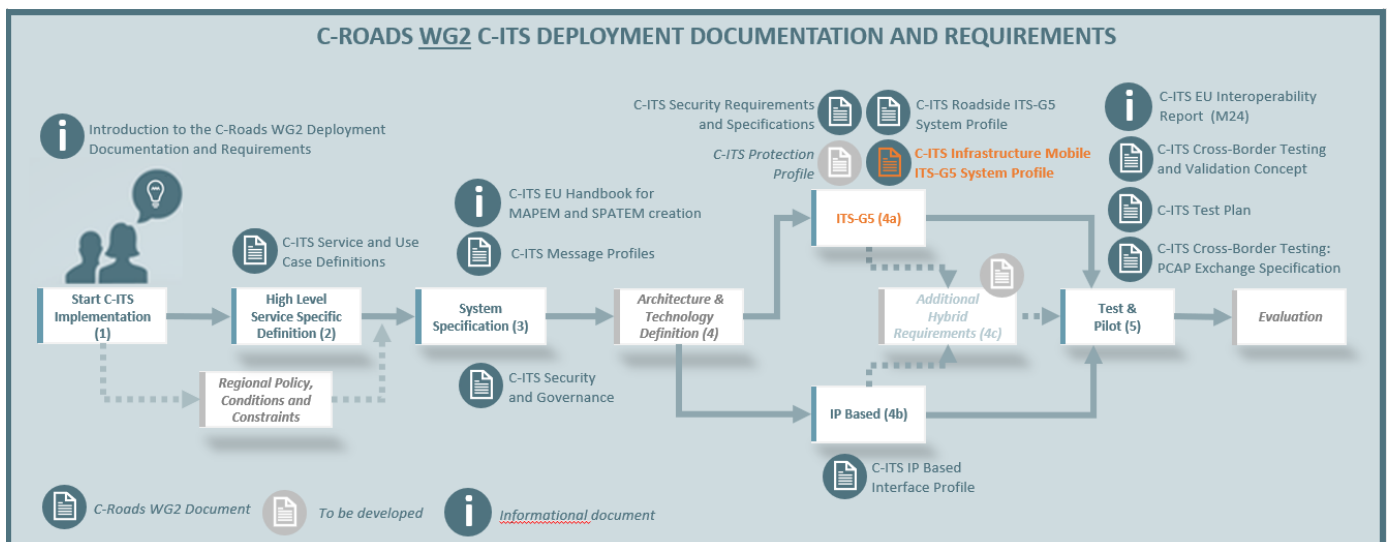 C-ROADS WG2 C-ITS DEPLOYMENT DOCUMENTATION AND REQUIREMENTS
Introduction to the C-Roads WG2 Deployment
Documentation and Requirements
C-ITS Service and Use
Case Definitions
C-ITS EU Handbook for
MAPEM and SPATEM creation
C-ITS Message Profiles
C-ITS Security Requirements
and Specifications
C-ITS Protection
Profile
C-ITS Roadside ITS-G5
System Profile
C-ITS Infrastructure Mobile
ITS-G5 System Profile
C-ITS EU Interoperability
Report (M24)
C-ITS Cross-Border Testing
and Validation Concept
C-ITS Test Plan
C-ITS Cross-Border Testing:
PCAP Exchange Specification
Start C-ITS
Implementation
(1)
High Level
Service Specific
Definition (2)
System
Specification (3)
Architecture &
Technology
Definition (4)
ITS-G5 (4a)
Additional
Hybrid
Requirements (4c)
Test &
Pilot (5)
Evaluation
Regional Policy,
Conditions and
Constraints
C-ITS Security
and Governance
IP Based (4b)
C-ITS IP Based
Interface Profile
C-Roads WG2 Document
To be developed
Informational document